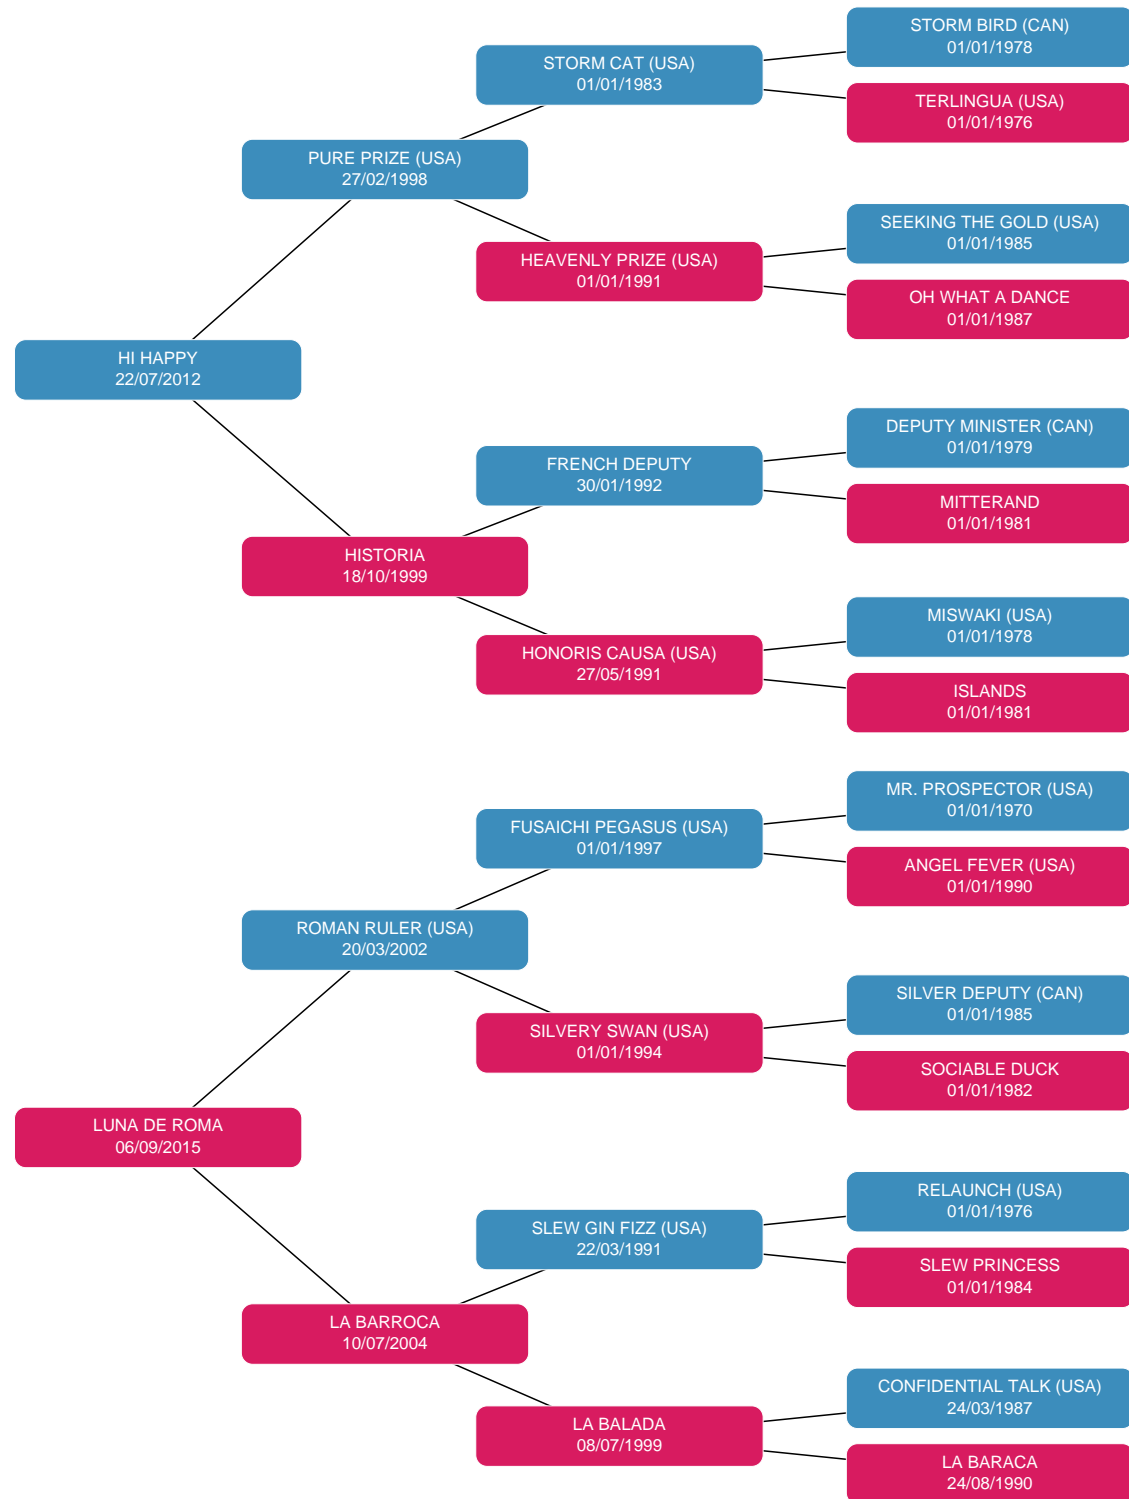 STORM BIRD (CAN)
01/01/1978
STORM CAT (USA)
01/01/1983
TERLINGUA (USA)
01/01/1976
PURE PRIZE (USA)
27/02/1998
SEEKING THE GOLD (USA)
01/01/1985
HEAVENLY PRIZE (USA)
01/01/1991
OH WHAT A DANCE
01/01/1987
HI HAPPY
22/07/2012
DEPUTY MINISTER (CAN)
01/01/1979
FRENCH DEPUTY
30/01/1992
MITTERAND
01/01/1981
HISTORIA
18/10/1999
MISWAKI (USA)
01/01/1978
HONORIS CAUSA (USA)
27/05/1991
ISLANDS
01/01/1981
MR. PROSPECTOR (USA)
01/01/1970
FUSAICHI PEGASUS (USA)
01/01/1997
ANGEL FEVER (USA)
01/01/1990
ROMAN RULER (USA)
20/03/2002
SILVER DEPUTY (CAN)
01/01/1985
SILVERY SWAN (USA)
01/01/1994
SOCIABLE DUCK
01/01/1982
LUNA DE ROMA
06/09/2015
RELAUNCH (USA)
01/01/1976
SLEW GIN FIZZ (USA)
22/03/1991
SLEW PRINCESS
01/01/1984
LA BARROCA
10/07/2004
CONFIDENTIAL TALK (USA)
24/03/1987
LA BALADA
08/07/1999
LA BARACA
24/08/1990